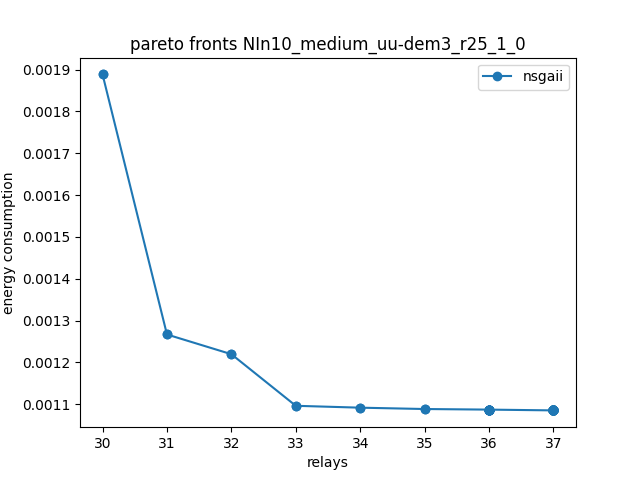 pareto fronts NIn10_medium_uu-dem3_r25_1_0
nsgaii
energy consumption
0.0019
0.0018
0.0017
0.0016
0.0015
0.0014
0.0013
0.0012
0.0011
30 31 32 33 34 35 36 37
relays